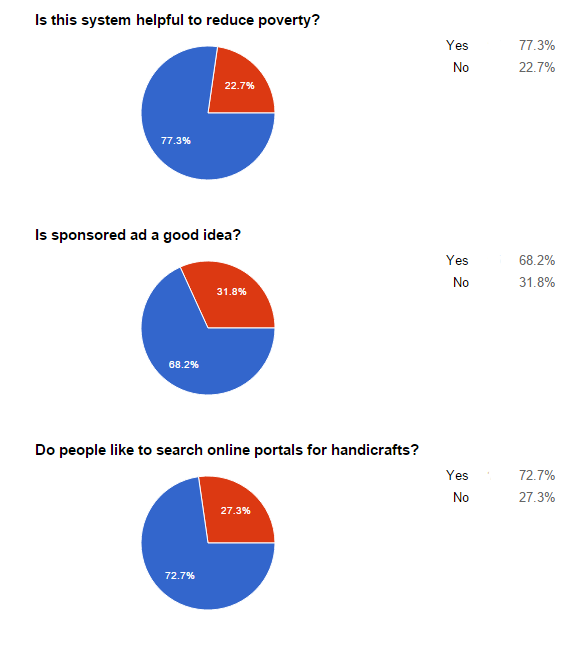 Is this system helpful to reduce poverty?
Yes 77.3%
No 22.7%
22.7%
77.3%
Is sponsored ad a good idea?
Yes 68.2%
No 31.8%
31.8%
68.2%
Do people like to search online portals for handicrafts?
Yes 72.7%
No 27.3%
27.3%
72.7%